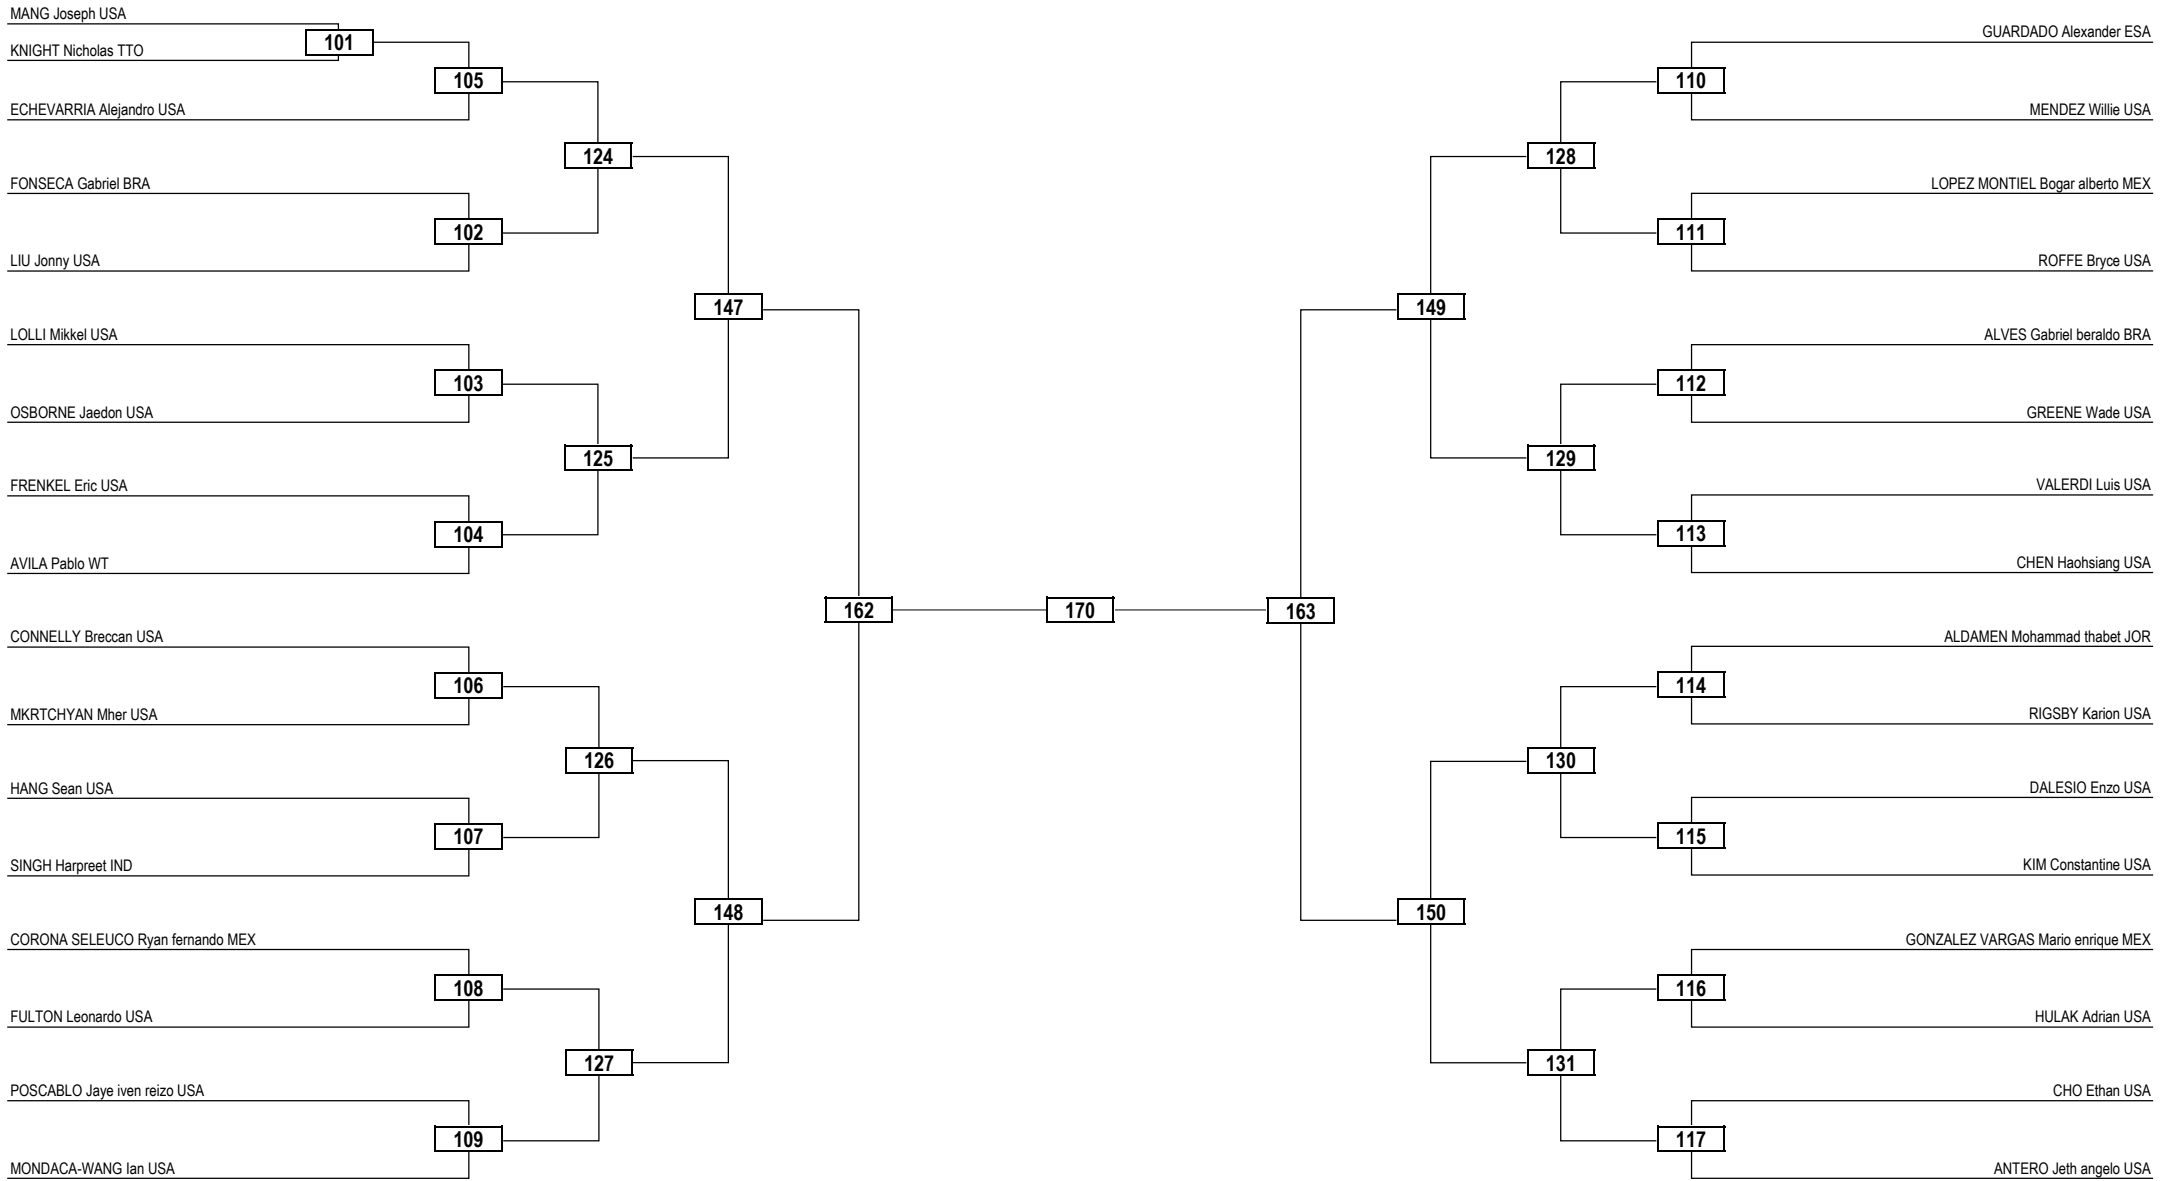 MANG Joseph USA
101
KNIGHT Nicholas TTO
105
ECHEVARRIA Alejandro USA
124
FONSECA Gabriel BRA
102
LIU Jonny USA
147
LOLLI Mikkel USA
103
OSBORNE Jaedon USA
125
FRENKEL Eric USA
104
AVILA Pablo WT
162
CONNELLY Breccan USA
106
MKRTCHYAN Mher USA
126
HANG Sean USA
107
SINGH Harpreet IND
148
CORONA SELEUCO Ryan fernando MEX
108
FULTON Leonardo USA
127
POSCABLO Jaye iven reizo USA
109
MONDACA-WANG Ian USA
170
GUARDADO Alexander ESA
110
MENDEZ Willie USA
128
LOPEZ MONTIEL Bogar alberto MEX
111
ROFFE Bryce USA
149
ALVES Gabriel beraldo BRA
112
GREENE Wade USA
129
VALERDI Luis USA
113
CHEN Haohsiang USA
163
ALDAMEN Mohammad thabet JOR
114
RIGSBY Karion USA
130
DALESIO Enzo USA
115
KIM Constantine USA
150
GONZALEZ VARGAS Mario enrique MEX
116
HULAK Adrian USA
131
CHO Ethan USA
117
ANTERO Jeth angelo USA